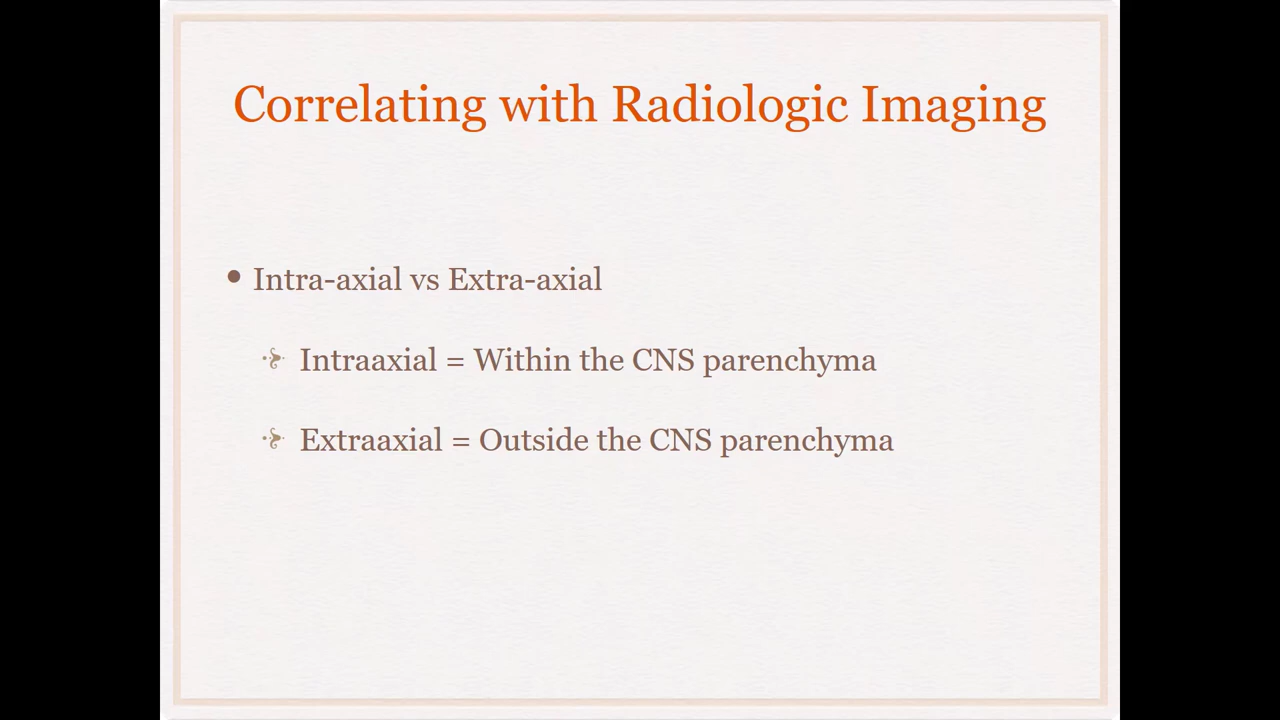 Correlating with Radiologic Imaging
• Intra-axial vs Extra-axial
Intraaxial = Within the CNS parenchyma
Extraaxial = Outside the CNS parenchyma